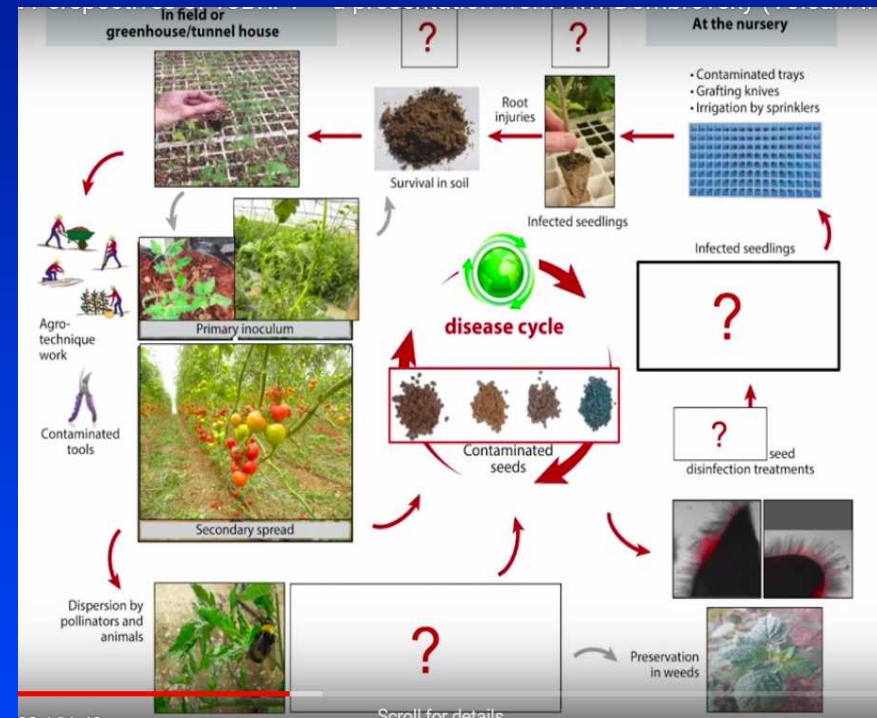 In field or
greenhouse/tunnel house
?
?
At the nursery
• Contaminated trays
• Grafting knives
• Irrigation by sprinklers
Root
injuries
Survival in soil
Infected seedlings
Infected seedlings
?
disease cycle
Primary inoculum
Agro-
technique
work
Contaminated
tools
Contaminated
seeds
?
seed
disinfection treatments
Secondary spread
Dispersion by
pollinators and
animals
?
Preservation
in weeds
Scroll for details